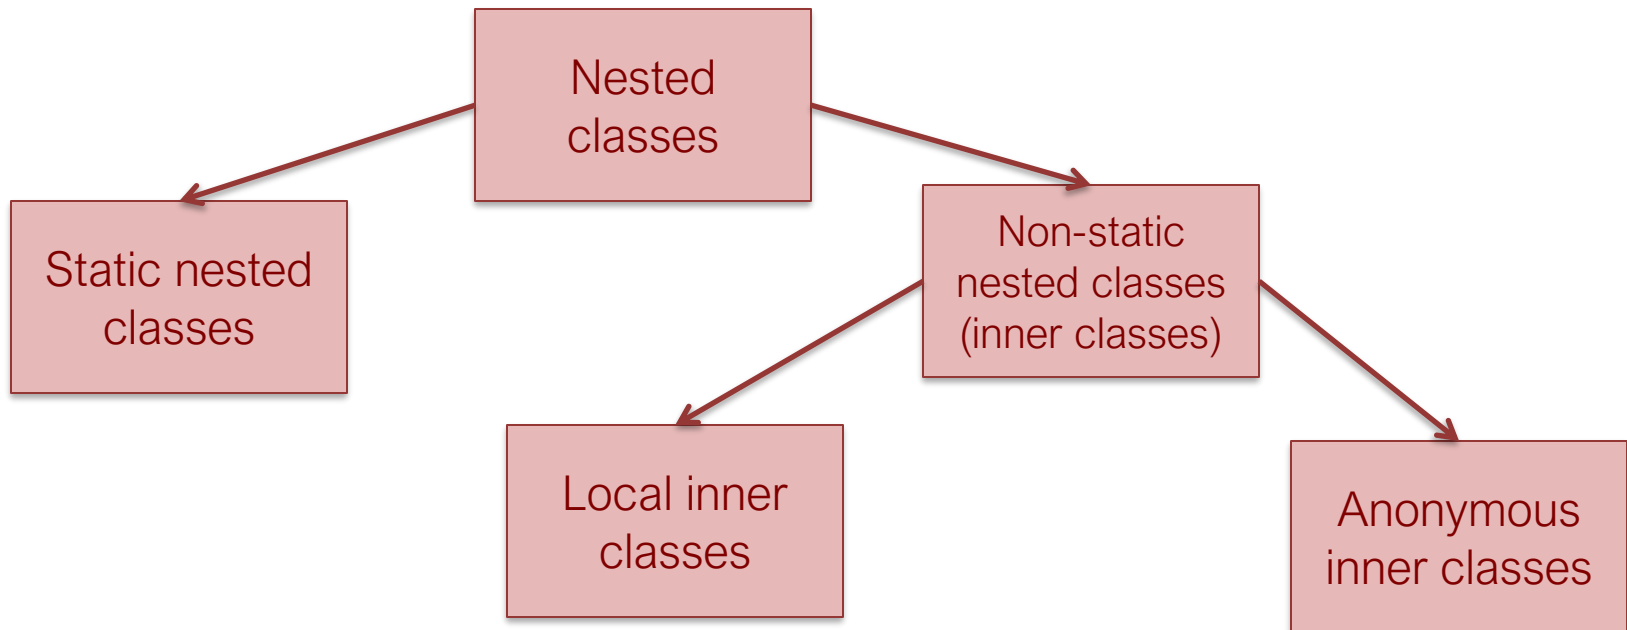 Nested
classes
Static nested
classes
Non-static
nested classes
(inner classes)
Local inner
classes
Anonymous
inner classes